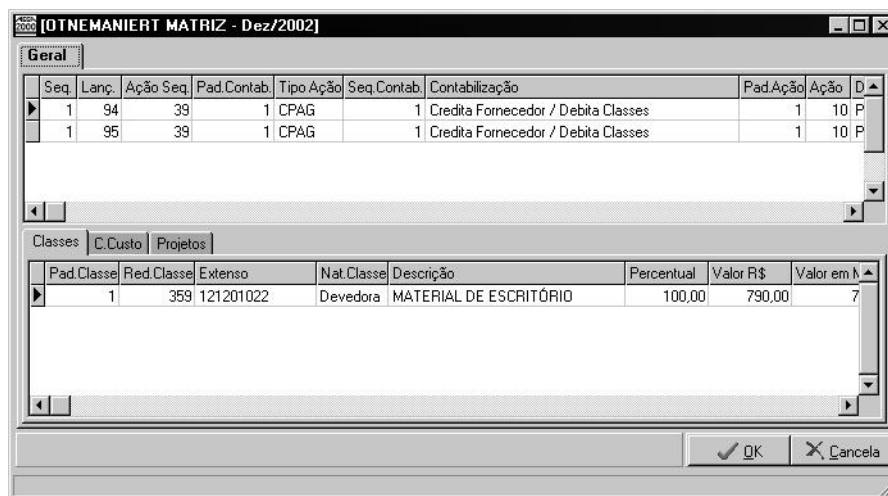 [OTNEMANIERT MATRIZ - Dez/2002]
Geral
Seq. Lanç. Ação Seq. Pad.Contab. Tipo Ação Seq.Contab. Contabilização Pad.Ação Ação D
1 94 39 1 CPAG 1 Credita Fornecedor / Debita Classes 1 10 P
1 95 39 1 CPAG 1 Credita Fornecedor / Debita Classes 1 10 P
Classes C.Custo Projetos
Pad.Classe Red.Classe Extenso Nat.Classe Descrição Percentual Valor R$ Valor em
1 359 121201022 Devedora MATERIAL DE ESCRITÓRIO 100,00 790,00 7
OK Cancela